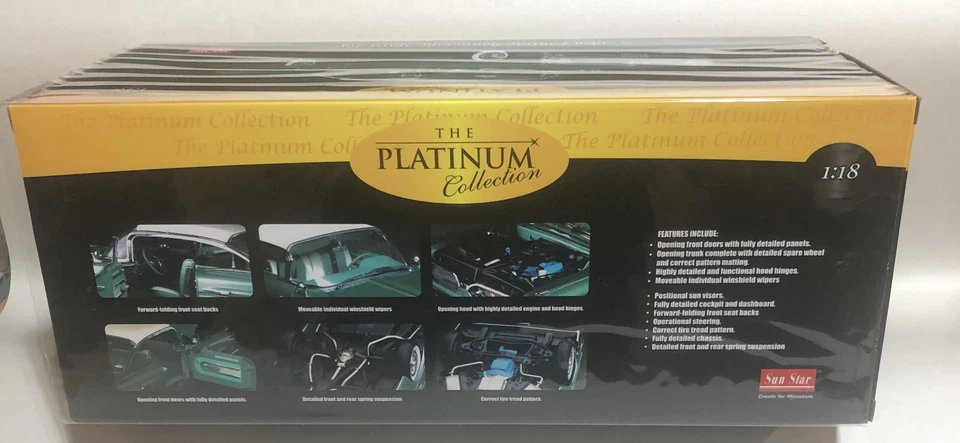 The Platinum Collection The Platinum Collection The Platinum Collection
The Platinum Coll The Platinum Collection
THE
PLATINUM
Collection
1:18
Forward-folding front seat backs
Moveable individual winshield wipers
Opening hood with highly detailed engine and hood hinges.
Opening front doors with fully detailed panels.
Detailed front and rear spring suspension
Correct tire tread pattern.
FEATURES INCLUDE:
• Opening front doors with fully detailed panels.
• Opening trunk complete with detailed spare wheel
and correct pattern matting.
• Highly detailed and functional hood hinges.
• Moveable individual winshield wipers
• Positional sun visors.
• Fully detailed cockpit and dashboard.
• Forward-folding front seat backs
• Operational steering.
• Correct tire tread pattern.
• Fully detailed chassis.
• Detailed front and rear spring suspension
Sun Star
Create for Miniature.